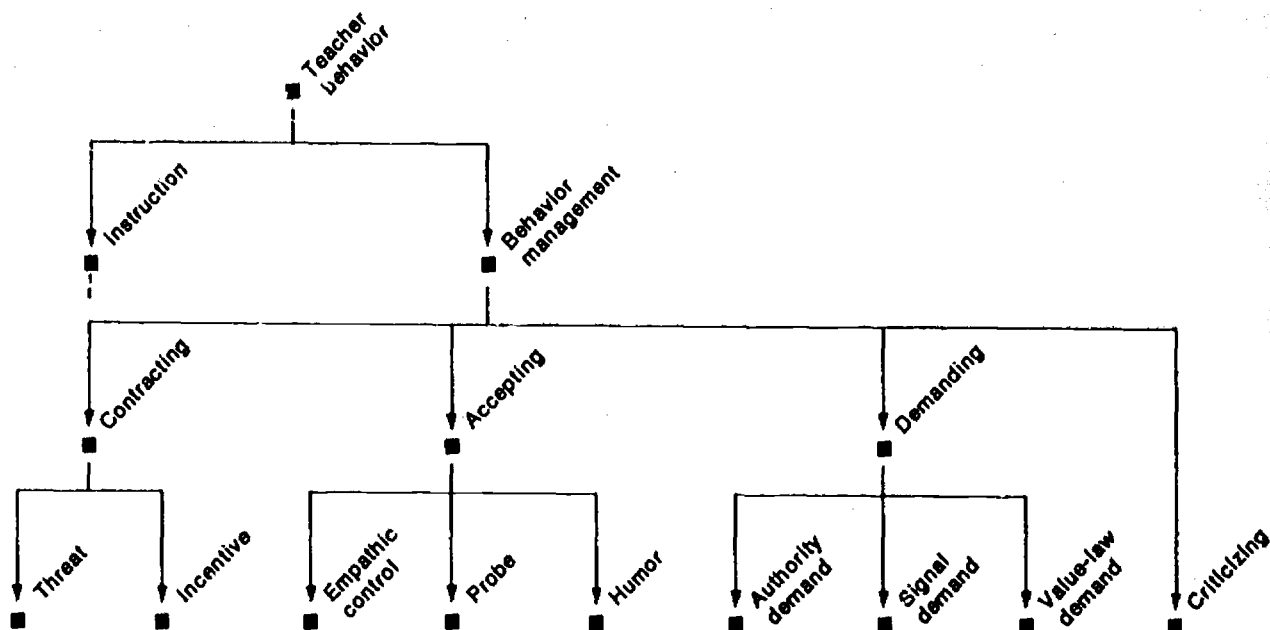 Teacher
behavior
Instruction
Behavior
management
Contracting
Accepting
Demanding
Threat
Incentive
Empathic
control
Probe
Humor
Authority
demand
Signal
demand
Value-law
demand
Criticizing